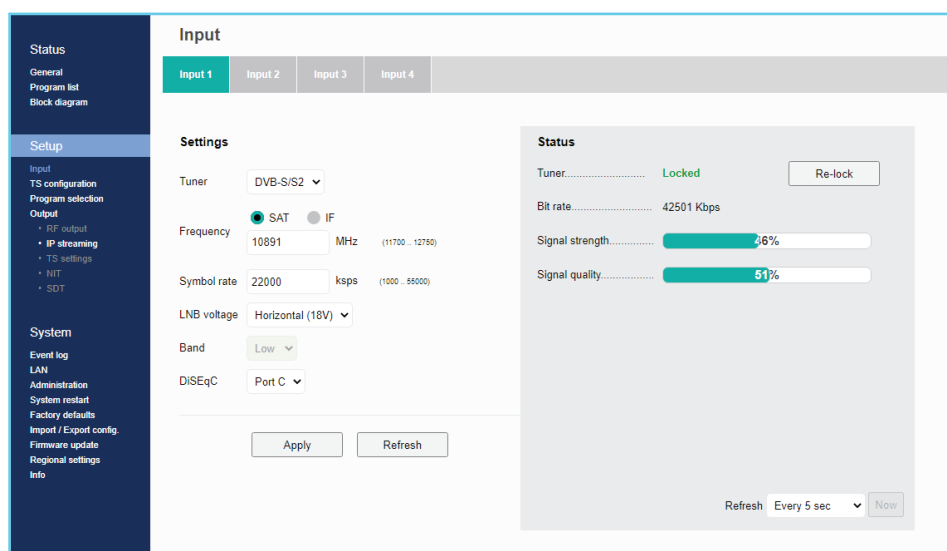 Status
General
Program list
Block diagram
Setup
Input
TS configuration
Program selection
Output
• RF output
• IP streaming
• TS settings
• NIT
• SDT
System
Event log
LAN
Administration
System restart
Factory defaults
Import / Export config.
Firmware update
Regional settings
Info
Input
Input 1 Input 2 Input 3 Input 4
Settings
Tuner DVB-S/S2
SAT IF
Frequency 10891 MHz (11700 .. 12750)
Symbol rate 22000 ksps (1000 .. 55000)
LNB voltage Horizontal (18V)
Band Low
DiSEqC Port C
Apply Refresh
Status
Tuner........................... Locked Re-lock
Bit rate........................... 42501 Kbps
Signal strength............... 46%
Signal quality.................. 51%
Refresh Every 5 sec Now